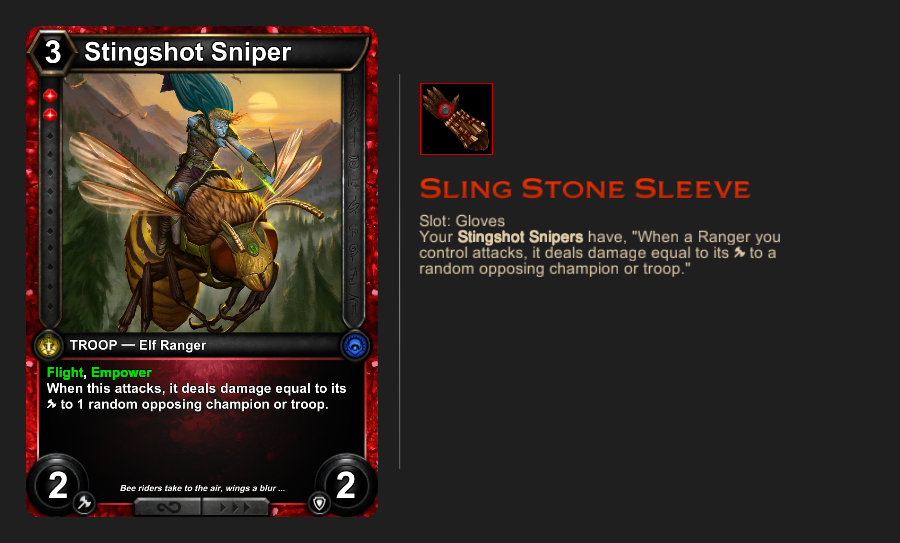 3 Stingshot Sniper
TROOP — Elf Ranger
Flight, Empower
When this attacks, it deals damage equal to its
to 1 random opposing champion or troop.
Bee riders take to the air, wings a blur ...
2 2
SLING STONE SLEEVE
Slot: Gloves
Your Stingshot Snipers have, "When a Ranger you
control attacks, it deals damage equal to its to a
random opposing champion or troop."